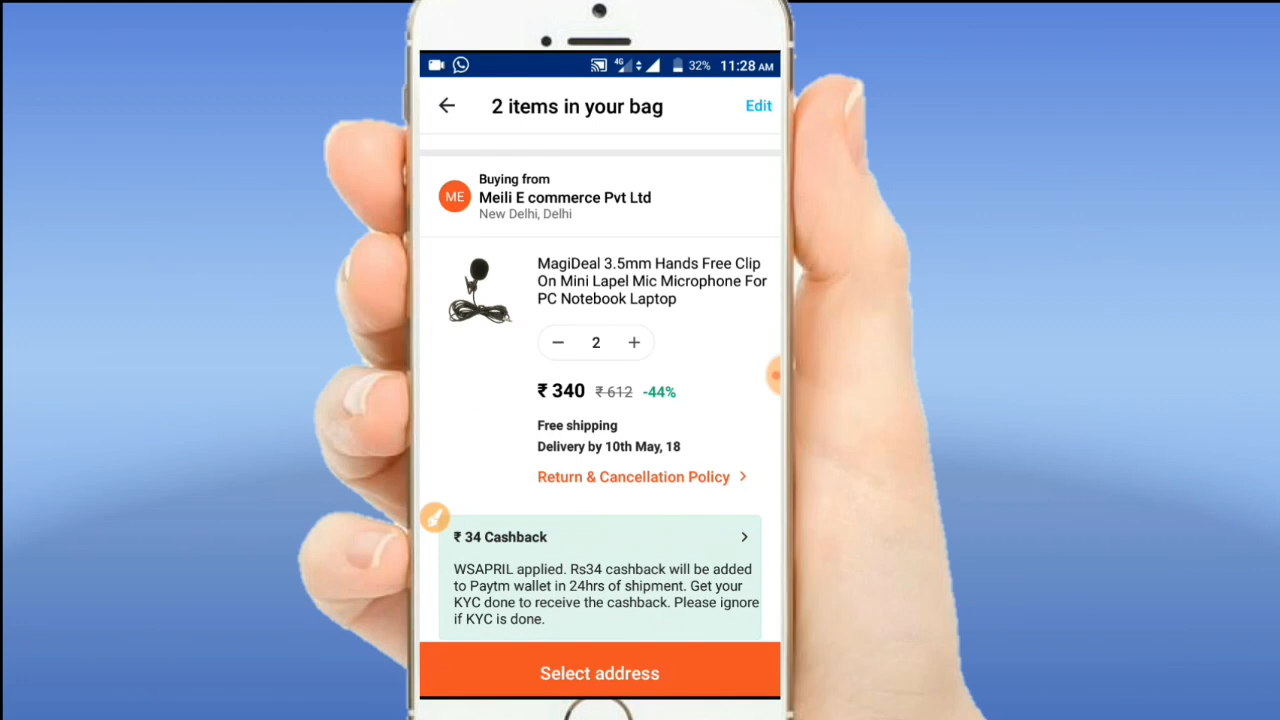 4G 32% 11:28 AM
2 items in your bag
Edit
Buying from
ME
Meili E commerce Pvt Ltd
New Delhi, Delhi
MagiDeal 3.5mm Hands Free Clip
On Mini Lapel Mic Microphone For
PC Notebook Laptop
− 2 +
₹ 340 ₹ 612 -44%
Free shipping
Delivery by 10th May, 18
Return & Cancellation Policy >
₹ 34 Cashback >
WSAPRIL applied. Rs34 cashback will be added
to Paytm wallet in 24hrs of shipment. Get your
KYC done to receive the cashback. Please ignore
if KYC is done.
Select address